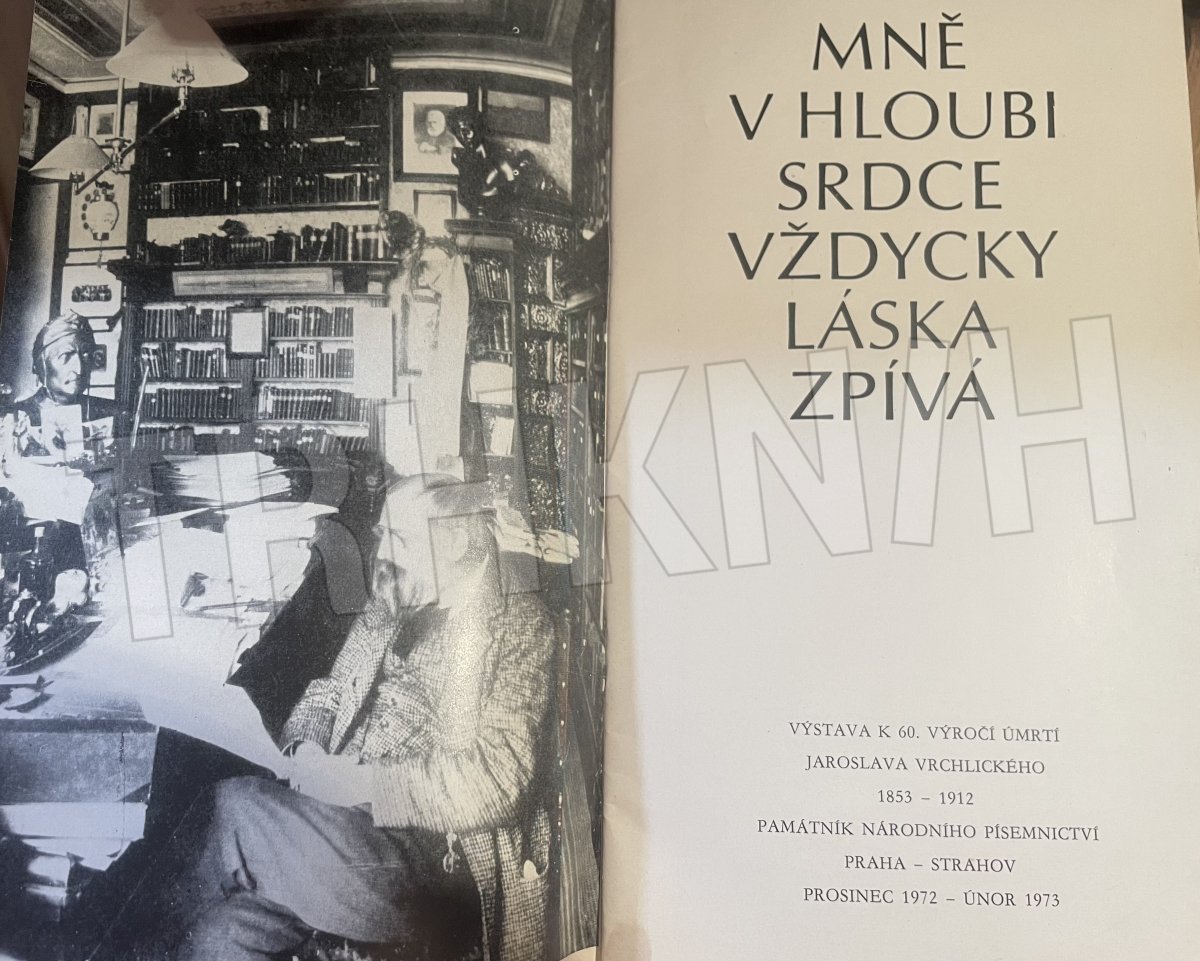 MNĚ
V HLOUBI
SRDCE
VŽDYCKY
LÁSKA
ZPÍVÁ
VÝSTAVA K 60. VÝROČÍ ÚMRTÍ
JAROSLAVA VRCHLICKÉHO
1853 – 1912
PAMÁTNÍK NÁRODNÍHO PÍSEMNICTVÍ
PRAHA – STRAHOV
PROSINEC 1972 – ÚNOR 1973